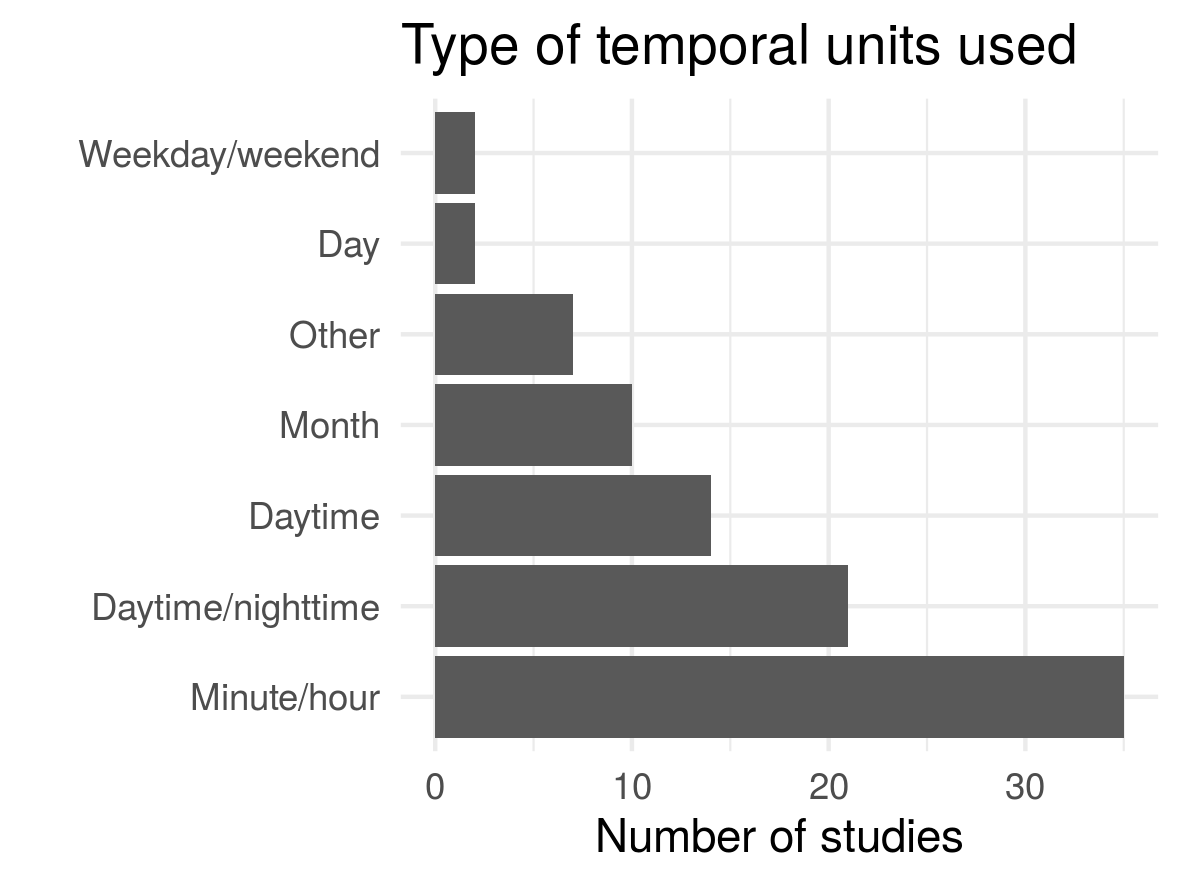 Type of temporal units used
Weekday/weekend
Day
Other
Month
Daytime
Daytime/nighttime
Minute/hour
0 10 20 30
Number of studies